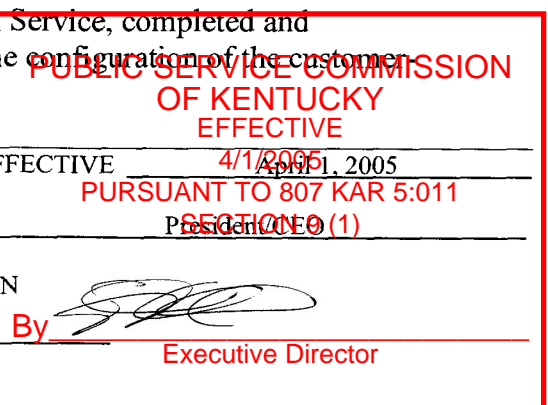 Service, completed and
e configuration of the customer-
PUBLIC SERVICE COMMISSION
OF KENTUCKY
EFFECTIVE
FFECTIVE April 1, 2005
4/1/2005
PURSUANT TO 807 KAR 5:011
President/CEO
SECTION 9 (1)
N
By
Executive Director